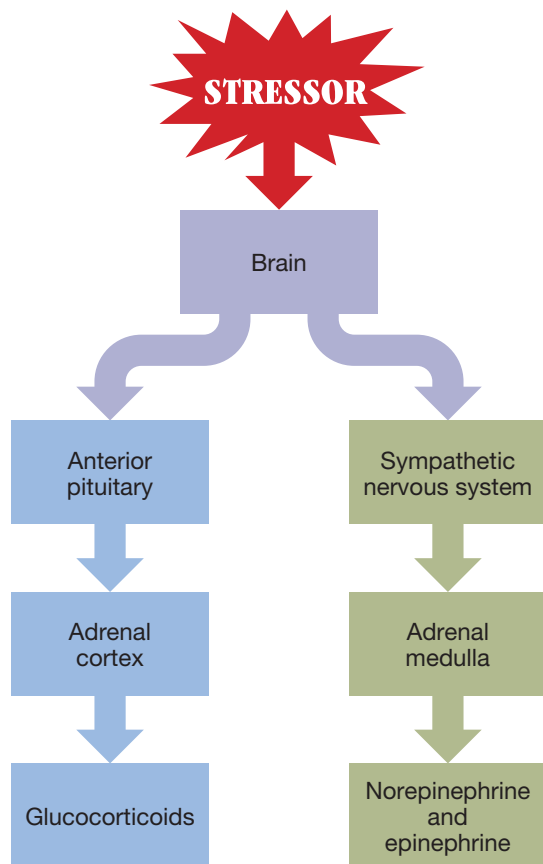 STRESSOR
Brain
Anterior
pituitary
Sympathetic
nervous system
Adrenal
cortex
Adrenal
medulla
Glucocorticoids
Norepinephrine
and
epinephrine